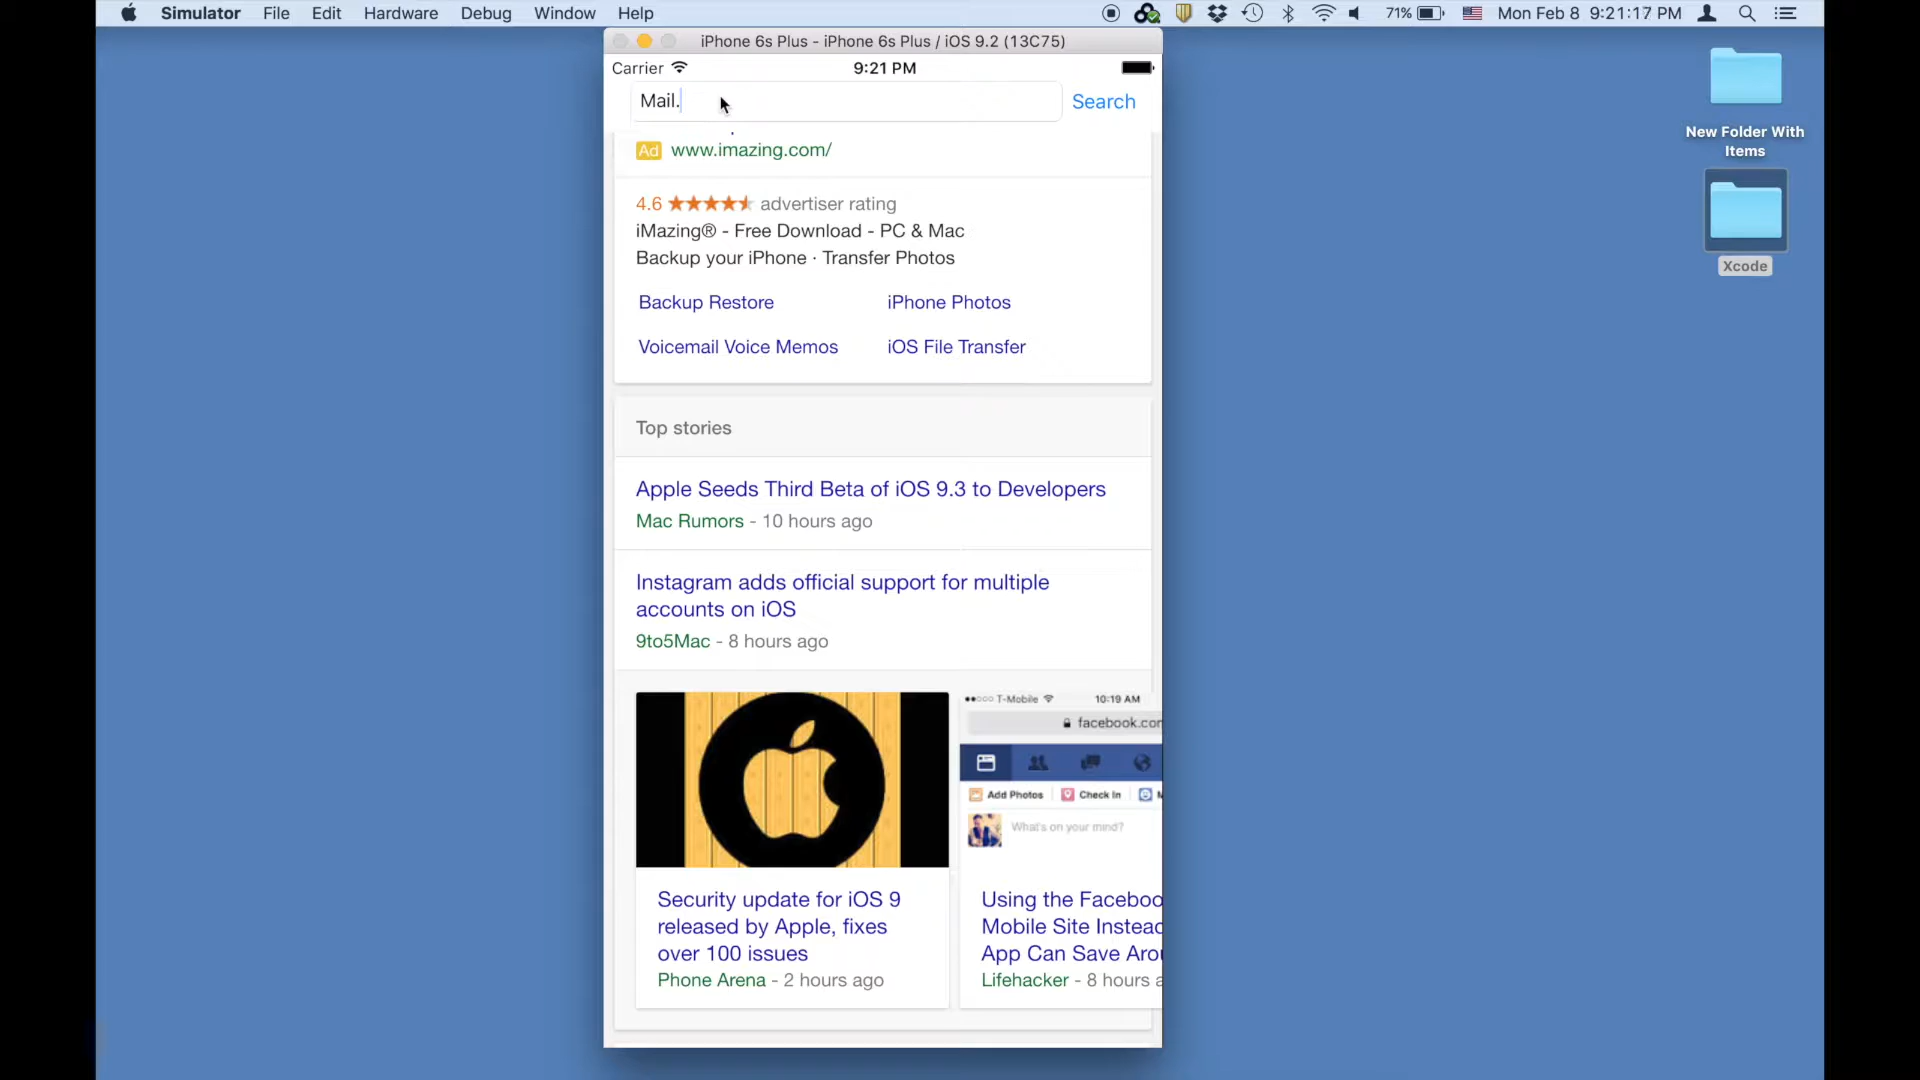 Simulator File Edit Hardware Debug Window Help 71% Mon Feb 8 9:21:17 PM
iPhone 6s Plus - iPhone 6s Plus / iOS 9.2 (13C75)
Carrier 9:21 PM
Mail. Search
Ad www.imazing.com/
4.6 advertiser rating
iMazing® - Free Download - PC & Mac
Backup your iPhone · Transfer Photos
Backup Restore iPhone Photos
Voicemail Voice Memos iOS File Transfer
Top stories
Apple Seeds Third Beta of iOS 9.3 to Developers
Mac Rumors - 10 hours ago
Instagram adds official support for multiple
accounts on iOS
9to5Mac - 8 hours ago
T-Mobile 10:19 AM
facebook.com
Add Photos Check In M
What's on your mind?
Security update for iOS 9
released by Apple, fixes
over 100 issues
Phone Arena - 2 hours ago
Using the Faceboo
Mobile Site Instead
App Can Save Arou
Lifehacker - 8 hours a
New Folder With
Items
Xcode